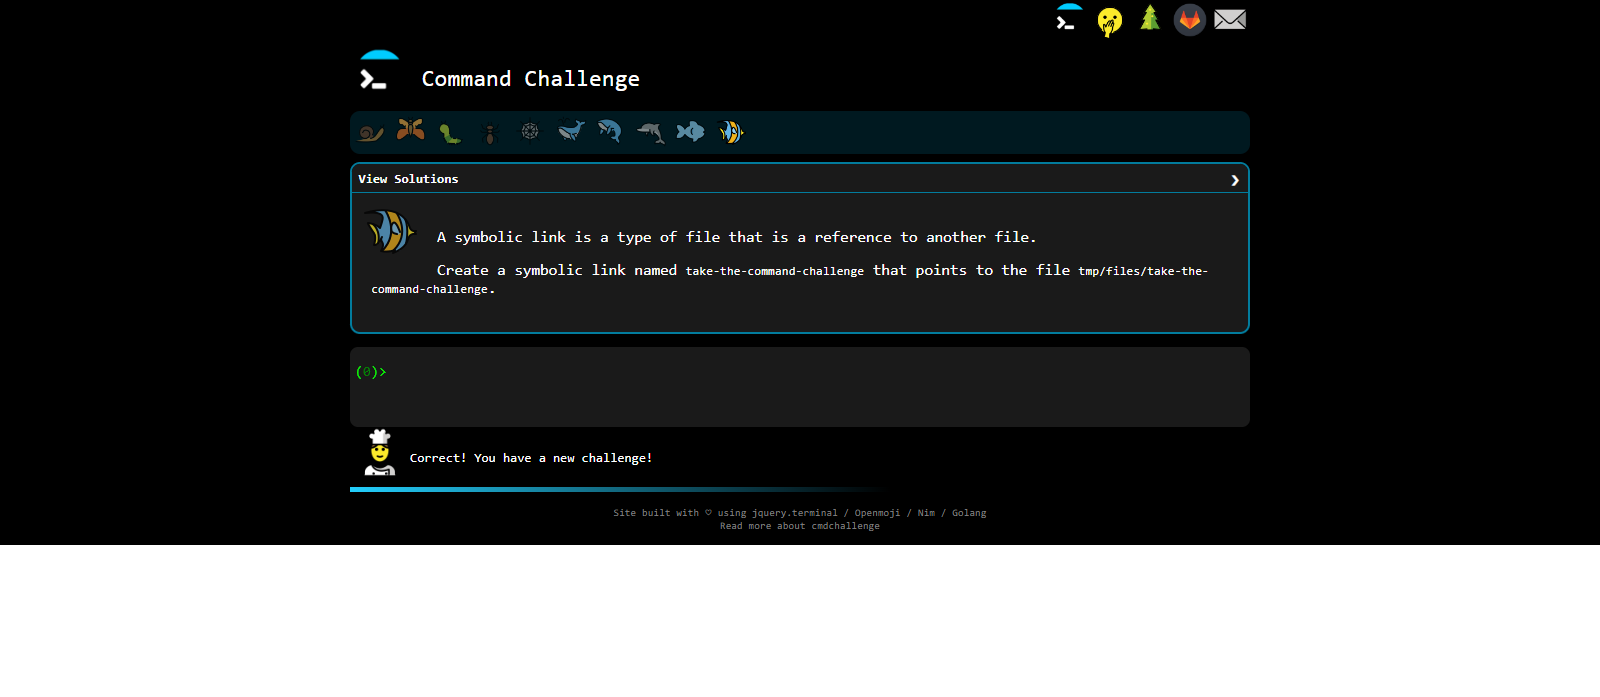 Command Challenge
View Solutions
A symbolic link is a type of file that is a reference to another file.
Create a symbolic link named take-the-command-challenge that points to the file tmp/files/take-the-
command-challenge.
(0)>
Correct! You have a new challenge!
Site built with ♡ using jquery.terminal / Openmoji / Nim / Golang
Read more about cmdchallenge